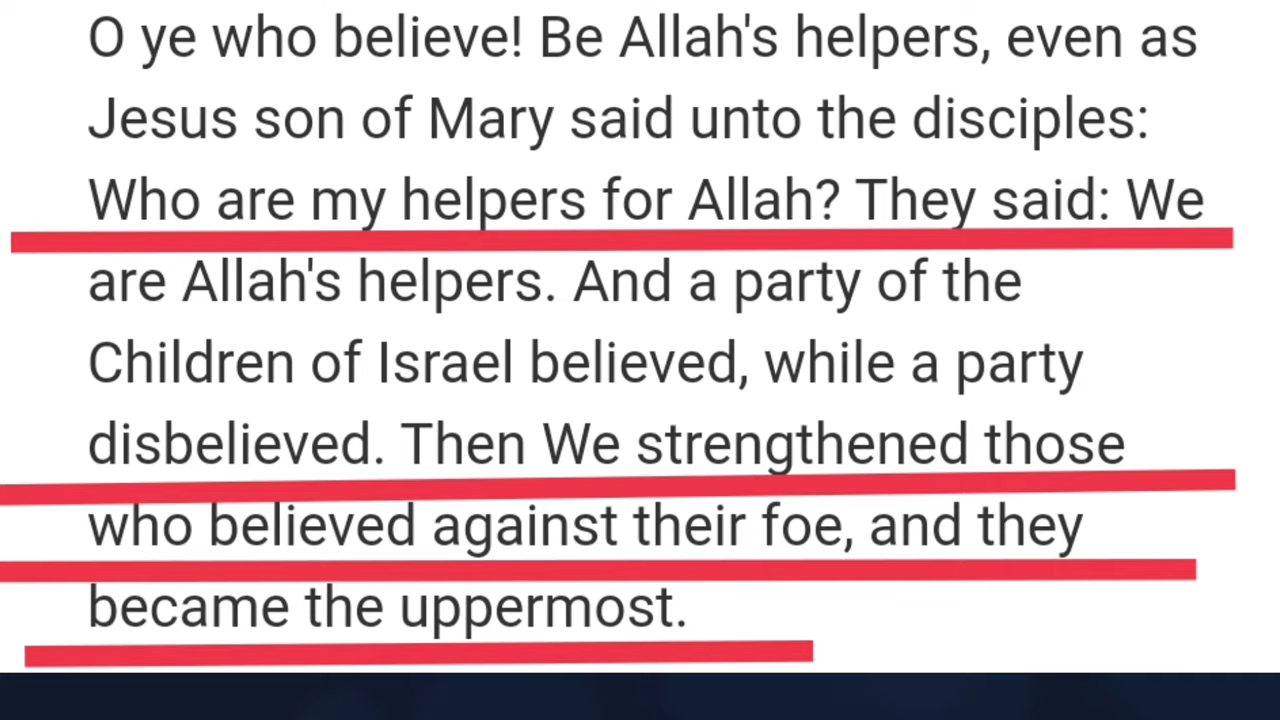 O ye who believe! Be Allah's helpers, even as
Jesus son of Mary said unto the disciples:
Who are my helpers for Allah? They said: We
are Allah's helpers. And a party of the
Children of Israel believed, while a party
disbelieved. Then We strengthened those
who believed against their foe, and they
became the uppermost.